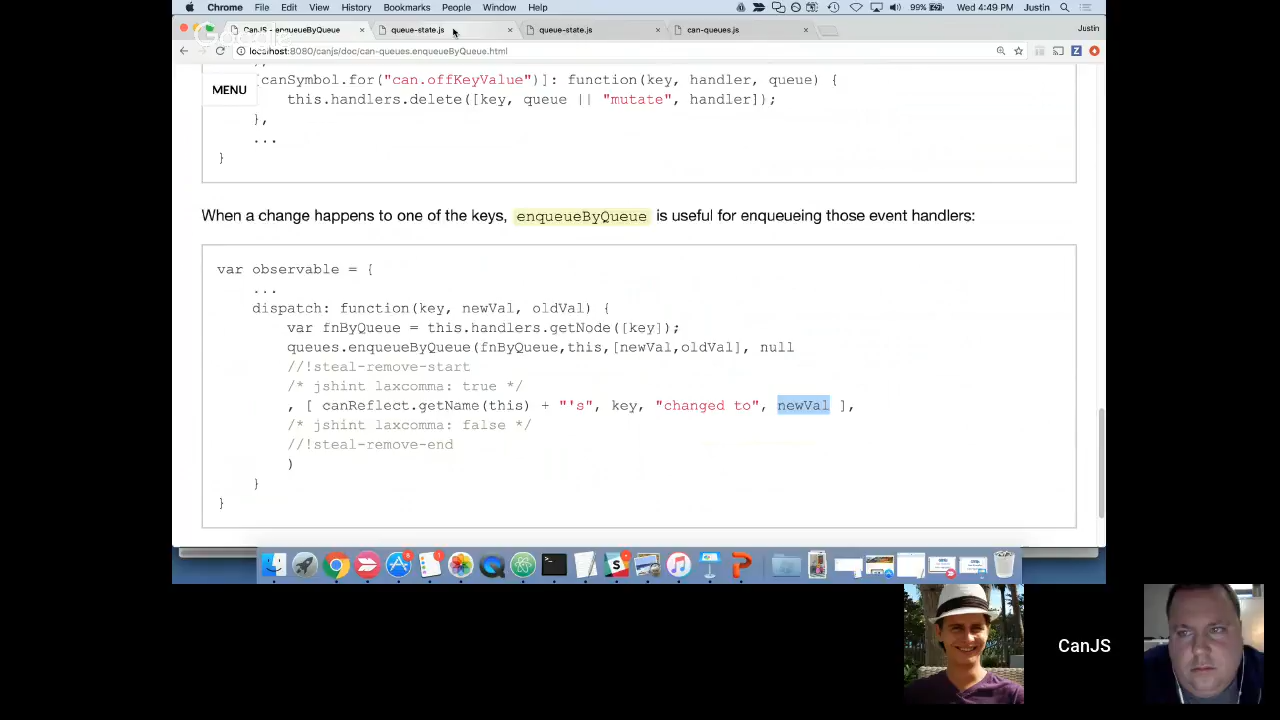 Chrome File Edit View History Bookmarks People Window Help 99% Wed 4:49 PM Justin
CanJS - enqueueByQueue queue-state.js queue-state.js can-queues.js Justin
Google
localhost:8080/canjs/doc/can-queues.enqueueByQueue.html
[canSymbol.for("can.offKeyValue")]: function(key, handler, queue) {
MENU
this.handlers.delete([key, queue || "mutate", handler]);
},
...
}
When a change happens to one of the keys, enqueueByQueue is useful for enqueueing those event handlers:
var observable = {
...
dispatch: function(key, newVal, oldVal) {
var fnByQueue = this.handlers.getNode([key]);
queues.enqueueByQueue(fnByQueue,this,[newVal,oldVal], null
//!steal-remove-start
/* jshint laxcomma: true */
, [ canReflect.getName(this) + "'s", key, "changed to", newVal ],
/* jshint laxcomma: false */
//!steal-remove-end
)
}
}
CanJS